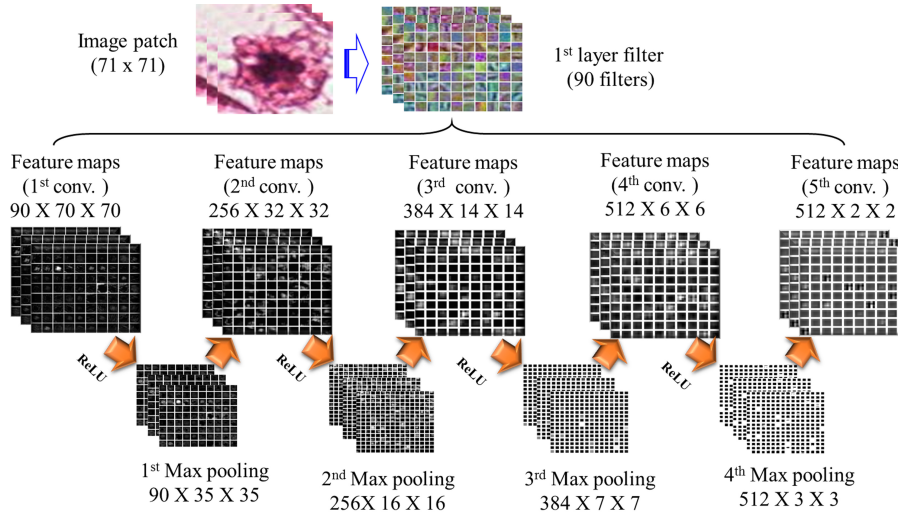 Image patch
(71 x 71)
1st layer filter
(90 filters)
Feature maps
(1st conv. )
90 X 70 X 70
Feature maps
(2nd conv. )
256 X 32 X 32
Feature maps
(3rd conv. )
384 X 14 X 14
Feature maps
(4th conv. )
512 X 6 X 6
Feature maps
(5th conv. )
512 X 2 X 2
ReLU
ReLU
ReLU
ReLU
1st Max pooling
90 X 35 X 35
2nd Max pooling
256X 16 X 16
3rd Max pooling
384 X 7 X 7
4th Max pooling
512 X 3 X 3